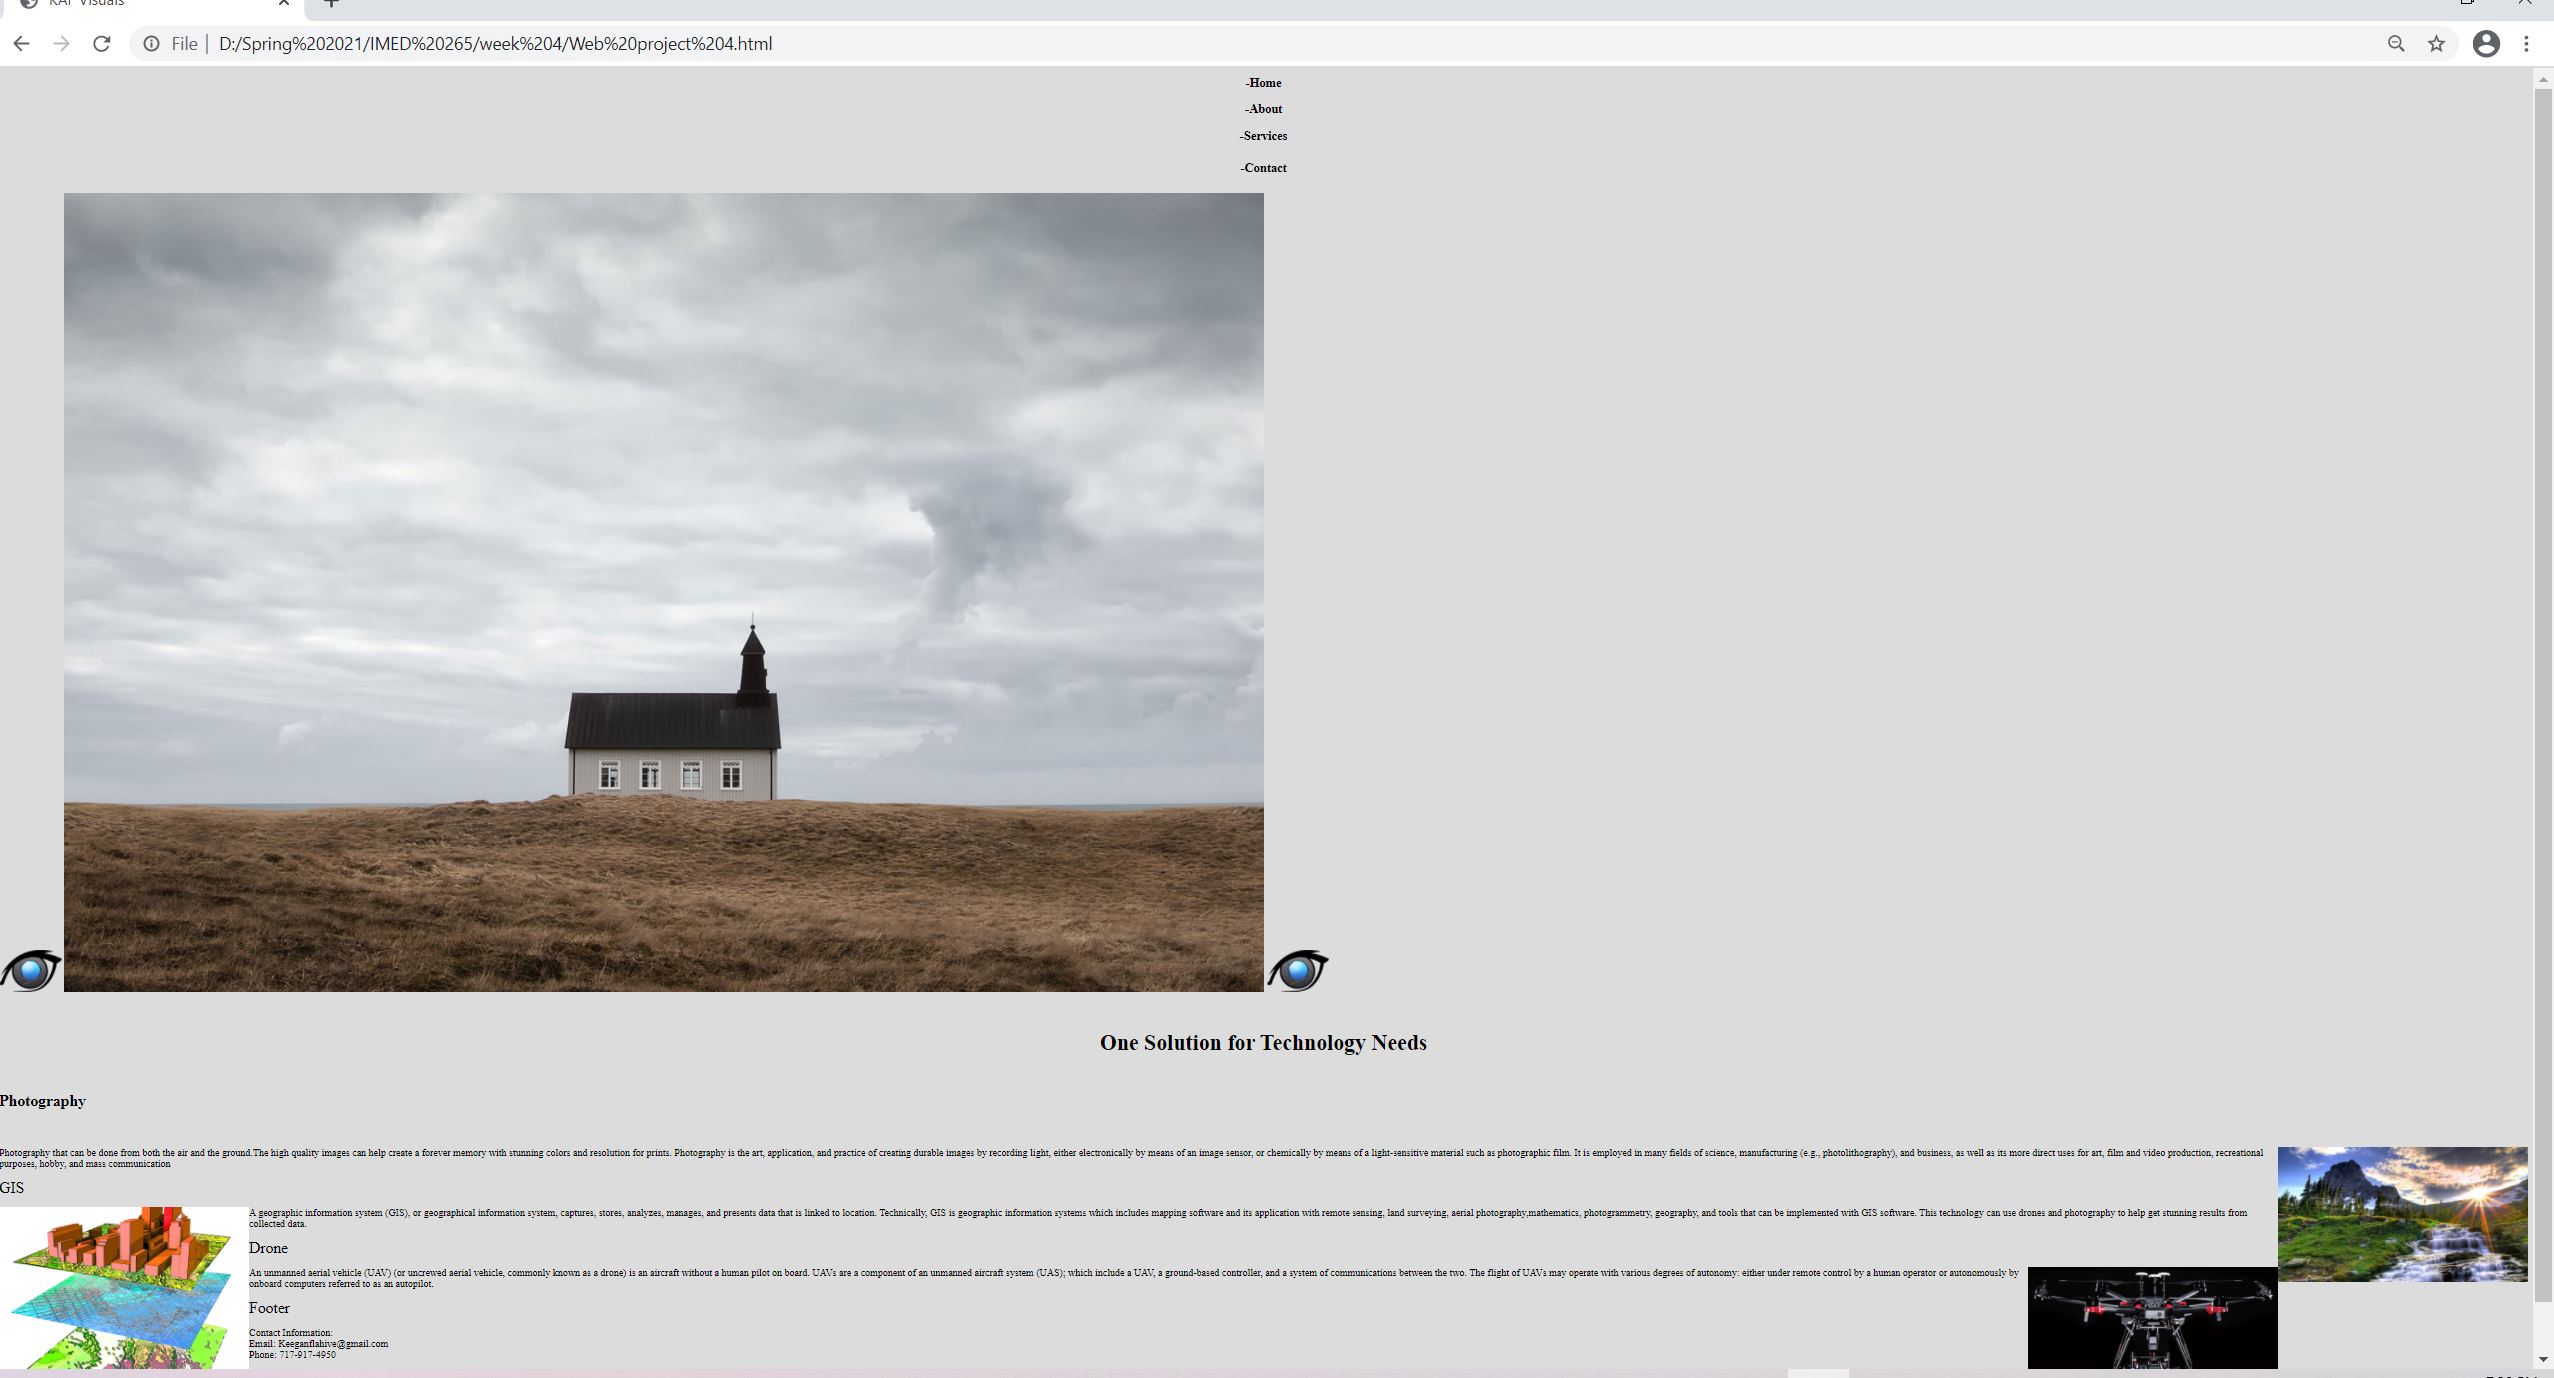 KAF Visuals
File | D:/Spring%202021/IMED%20265/week%204/Web%20project%204.html
-Home
-About
-Services
-Contact
One Solution for Technology Needs
Photography
Photography that can be done from both the air and the ground.The high quality images can help create a forever memory with stunning colors and resolution for prints. Photography is the art, application, and practice of creating durable images by recording light, either electronically by means of an image sensor, or chemically by means of a light-sensitive material such as photographic film. It is employed in many fields of science, manufacturing (e.g., photolithography), and business, as well as its more direct uses for art, film and video production, recreational
purposes, hobby, and mass communication
GIS
A geographic information system (GIS), or geographical information system, captures, stores, analyzes, manages, and presents data that is linked to location. Technically, GIS is geographic information systems which includes mapping software and its application with remote sensing, land surveying, aerial photography,mathematics, photogrammetry, geography, and tools that can be implemented with GIS software. This technology can use drones and photography to help get stunning results from
collected data.
Drone
An unmanned aerial vehicle (UAV) (or uncrewed aerial vehicle, commonly known as a drone) is an aircraft without a human pilot on board. UAVs are a component of an unmanned aircraft system (UAS); which include a UAV, a ground-based controller, and a system of communications between the two. The flight of UAVs may operate with various degrees of autonomy: either under remote control by a human operator or autonomously by
onboard computers referred to as an autopilot.
Footer
Contact Information:
Email: Keeganflahive@gmail.com
Phone: 717-917-4950